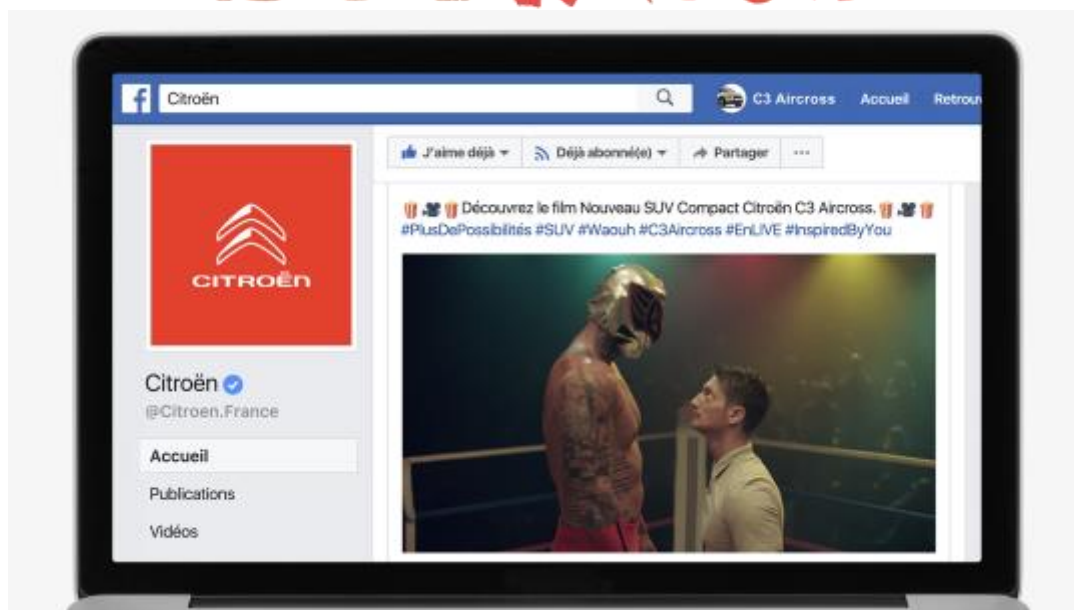 Citroën
C3 Aircross Accueil
J'aime déjà Déjà abonné(e) Partager ...
Découvrez le film Nouveau SUV Compact Citroën C3 Aircross.
#PlusDePossibilités #SUV #Waouh #C3Aircross #EnLIVE #InspiredByYou
CITROËN
Citroën
@Citroen.France
Accueil
Publications
Vidéos